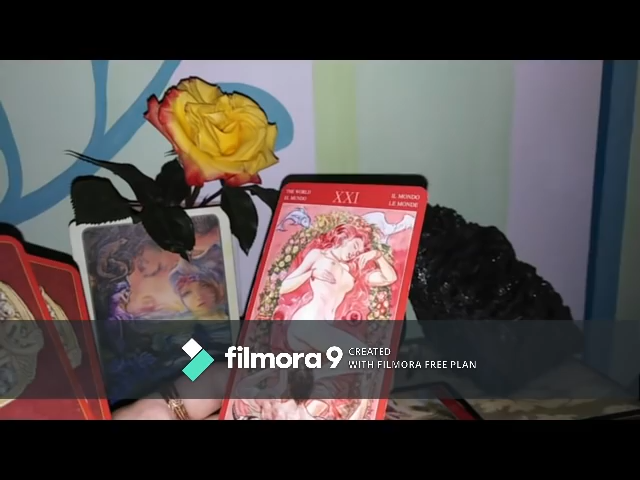 THE WORLD
EL MUNDO
XXI
IL MONDO
LE MONDE
filmora 9
CREATED
WITH FILMORA FREE PLAN